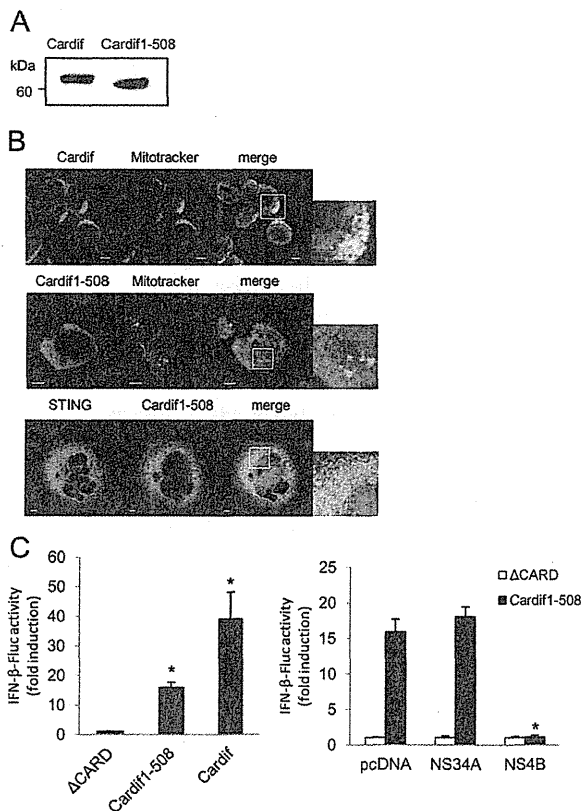 A
Cardif Cardif1-508
kDa
60
B
Cardif Mitotracker merge
Cardif1-508 Mitotracker merge
STING Cardif1-508 merge
C
60
50
40
30
20
10
0
IFN-β-Fluc activity
(fold induction)
*
*
ΔCARD
Cardif1-508
Cardif
25
20
15
10
5
0
IFN-β-Fluc activity
(fold induction)
ΔCARD
Cardif1-508
*
pcDNA NS34A NS4B